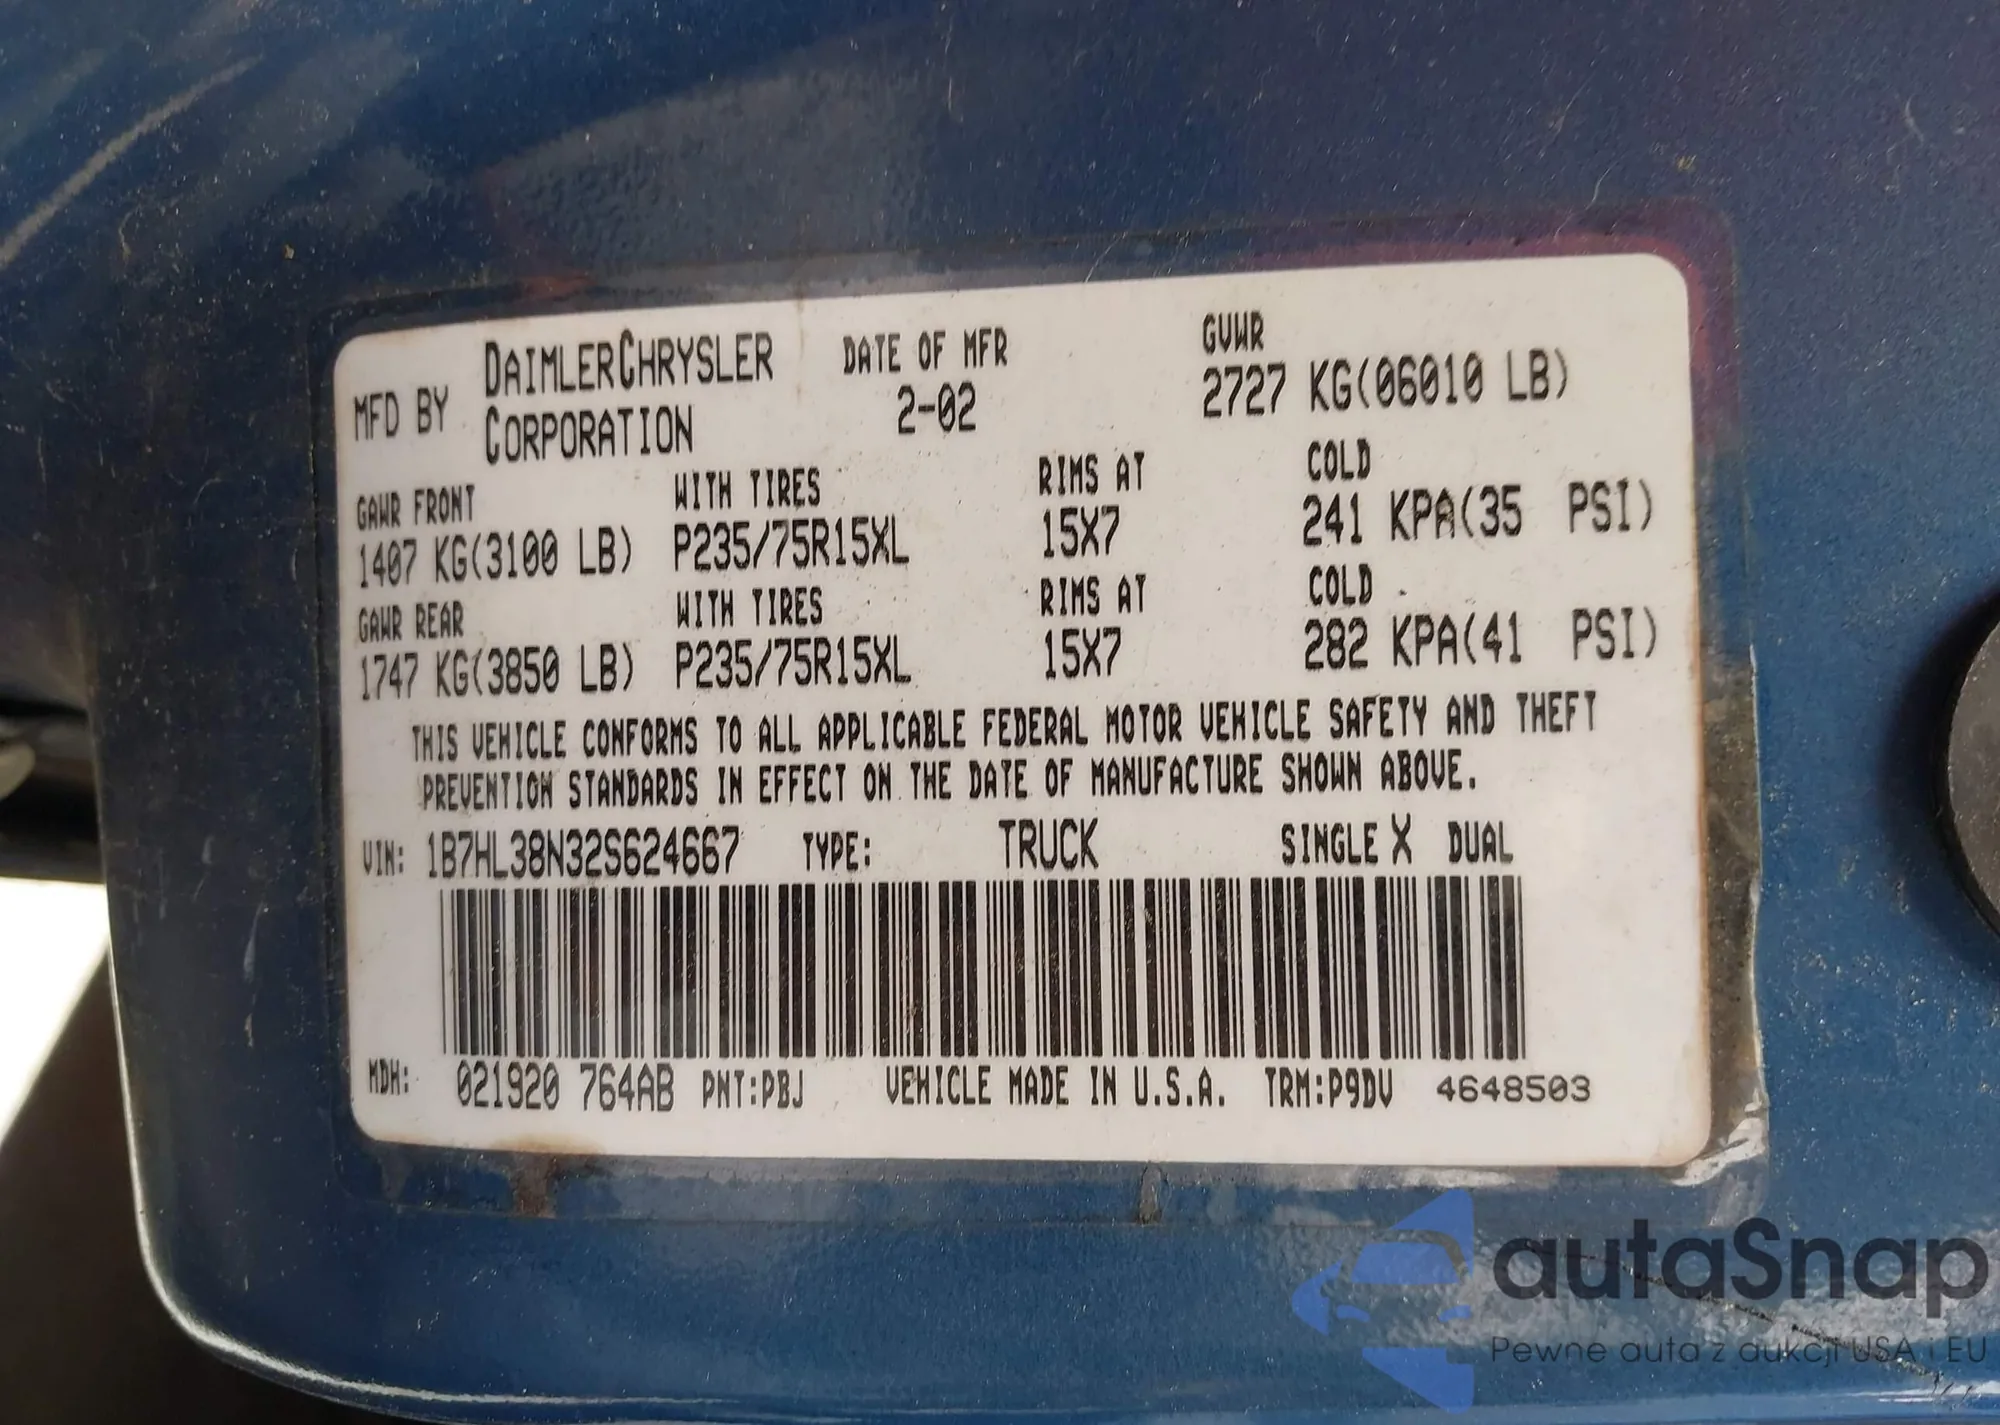 MFD BY DAIMLERCHRYSLER CORPORATION DATE OF MFR 2-02 GVWR 2727 KG(06010 LB)
GAWR FRONT WITH TIRES RIMS AT COLD
1407 KG(3100 LB) P235/75R15XL 15X7 241 KPA(35 PSI)
GAWR REAR WITH TIRES RIMS AT COLD
1747 KG(3850 LB) P235/75R15XL 15X7 282 KPA(41 PSI)
THIS VEHICLE CONFORMS TO ALL APPLICABLE FEDERAL MOTOR VEHICLE SAFETY AND THEFT
PREVENTION STANDARDS IN EFFECT ON THE DATE OF MANUFACTURE SHOWN ABOVE.
VIN: 1B7HL38N32S624667 TYPE: TRUCK SINGLE X DUAL
MDH: 021920 764AB PNT:PBJ VEHICLE MADE IN U.S.A. TRM:P9DV 4648503
autaSnap
Pewne auta z aukcji USA i EU